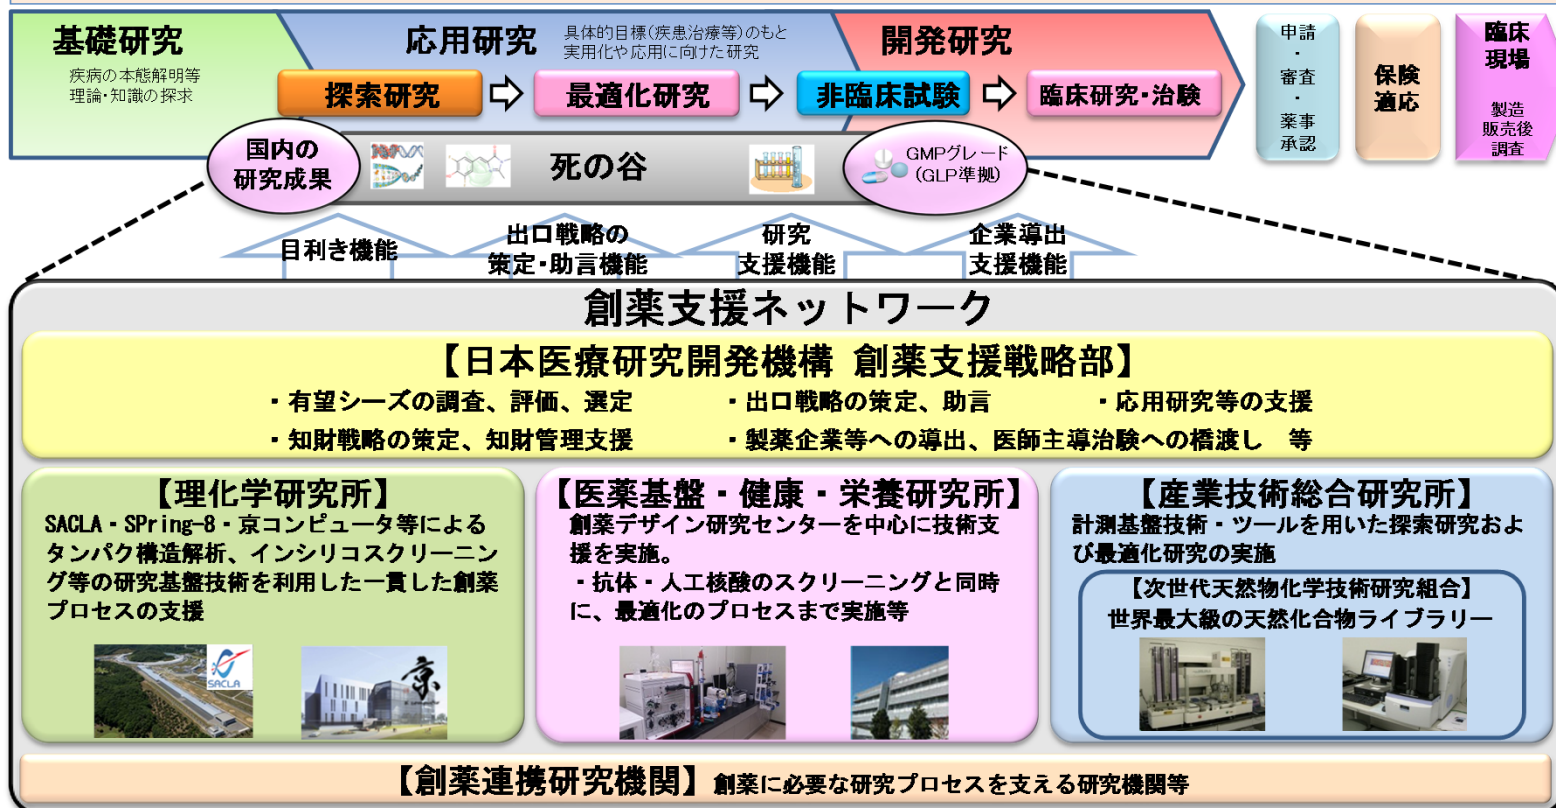 基礎研究
疾病の本態解明等
理論・知識の探求
応用研究
具体的目標(疾患治療等)のもと
実用化や応用に向けた研究
開発研究
探索研究
最適化研究
非臨床試験
臨床研究・治験
申請
・
審査
・
薬事
承認
保険
適応
臨床
現場
製造
販売後
調査
国内の
研究成果
死の谷
GMPグレード
(GLP準拠)
目利き機能
出口戦略の
策定・助言機能
研究
支援機能
企業導出
支援機能
創薬支援ネットワーク
【日本医療研究開発機構 創薬支援戦略部】
・有望シーズの調査、評価、選定
・出口戦略の策定、助言
・応用研究等の支援
・知財戦略の策定、知財管理支援
・製薬企業等への導出、医師主導治験への橋渡し 等
【理化学研究所】
SACLA・SPring-8・京コンピュータ等による
タンパク構造解析、インシリコスクリーニン
グ等の研究基盤技術を利用した一貫した創薬
プロセスの支援
SACLA
京
【医薬基盤・健康・栄養研究所】
創薬デザイン研究センターを中心に技術支
援を実施。
・抗体・人工核酸のスクリーニングと同時
に、最適化のプロセスまで実施等
【産業技術総合研究所】
計測基盤技術・ツールを用いた探索研究およ
び最適化研究の実施
【次世代天然物化学技術研究組合】
世界最大級の天然化合物ライブラリー
【創薬連携研究機関】創薬に必要な研究プロセスを支える研究機関等